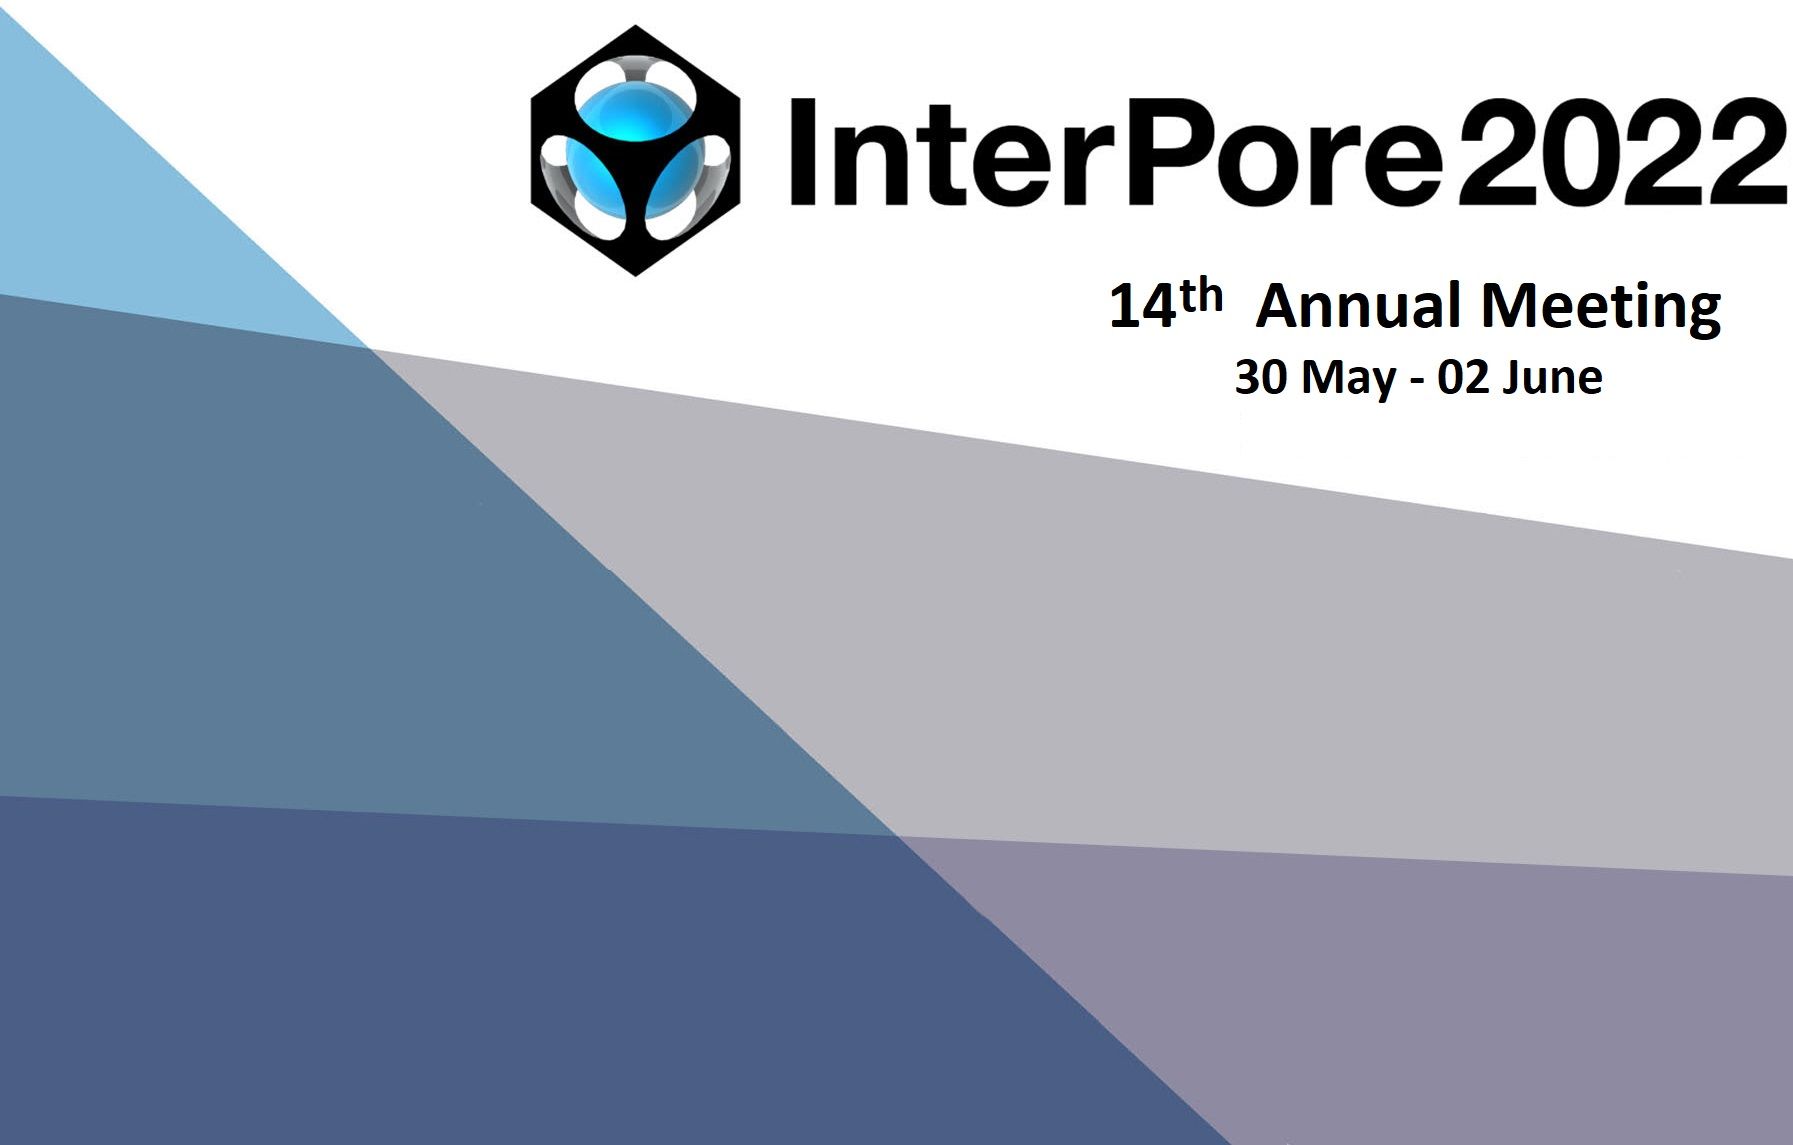 InterPore2022
14th Annual Meeting
30 May - 02 June